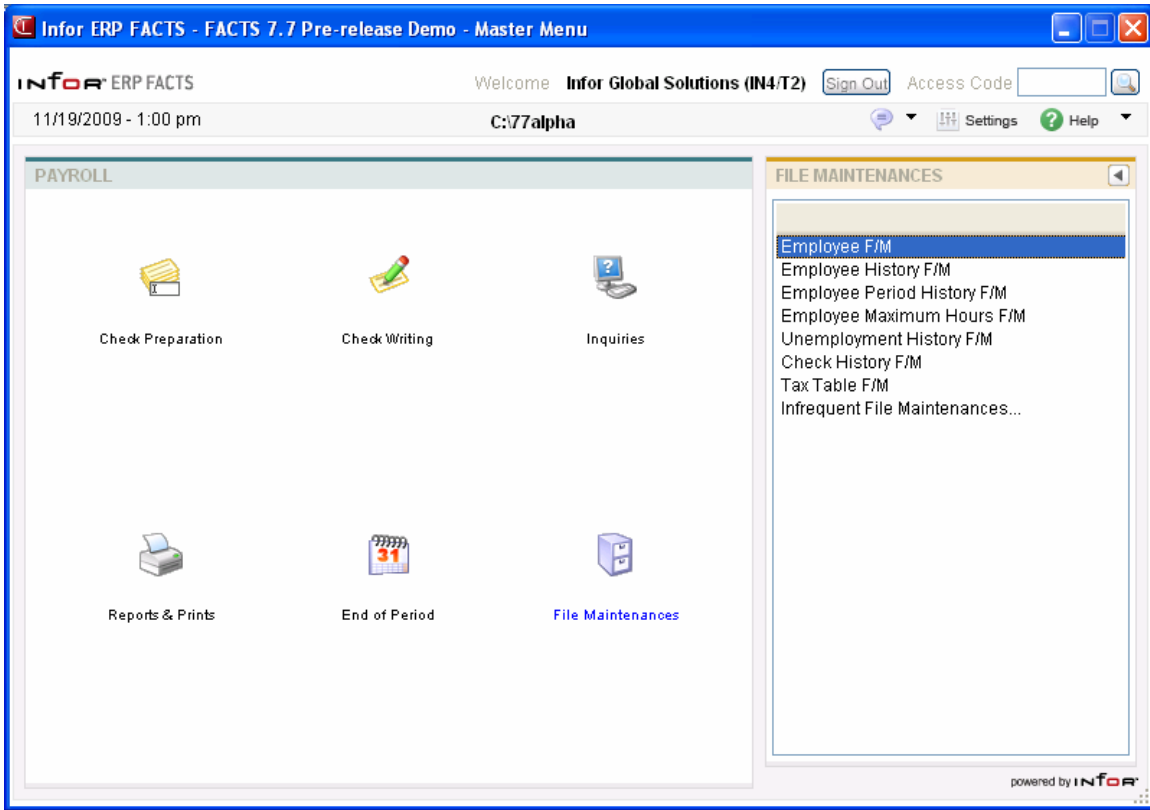 Infor ERP FACTS - FACTS 7.7 Pre-release Demo - Master Menu
infor ERP FACTS
Welcome Infor Global Solutions (IN4/T2) Sign Out Access Code
11/19/2009 - 1:00 pm C:\77alpha Settings Help
PAYROLL
Check Preparation Check Writing Inquiries
Reports & Prints End of Period File Maintenances
FILE MAINTENANCES
Employee F/M
Employee History F/M
Employee Period History F/M
Employee Maximum Hours F/M
Unemployment History F/M
Check History F/M
Tax Table F/M
Infrequent File Maintenances...
powered by infor